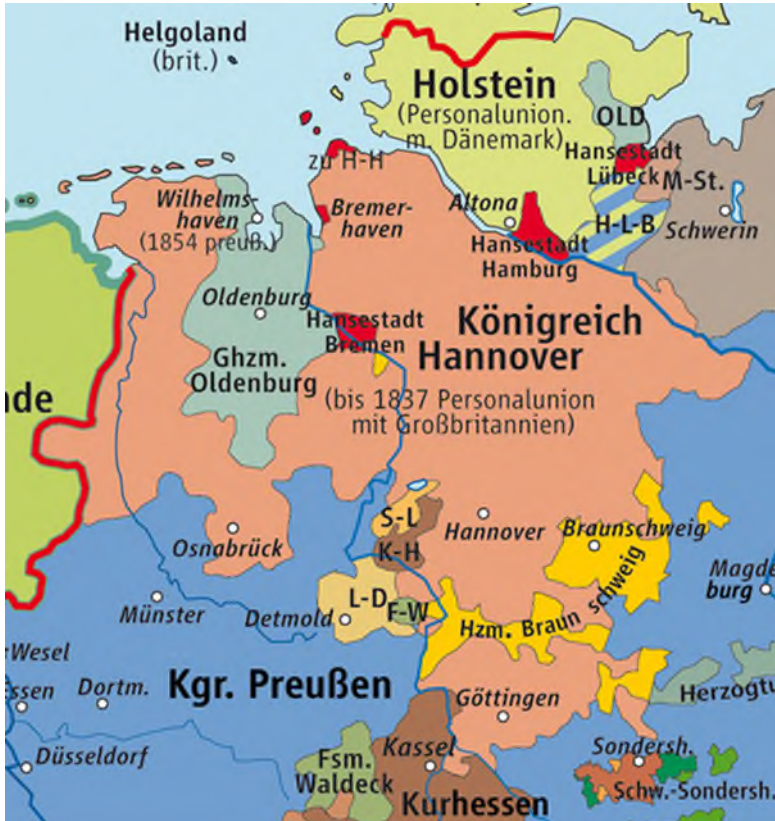 Helgoland
(brit.)
Holstein
(Personalunion.
m. Dänemark)
OLD
Hansestadt
Lübeck
M-St.
zu H-H
Wilhelms-
haven
(1854 preuß.)
Bremer-
haven
Altona
H-L-B
Schwerin
Hansestadt
Hamburg
Oldenburg
Hansestadt
Bremen
Königreich
Hannover
Ghzm.
Oldenburg
(bis 1837 Personalunion
mit Großbritannien)
nde
S-L
Hannover
Braunschweig
Osnabrück
K-H
Magde
burg
L-D
F-W
Münster
Detmold
Hzm. Braun schweig
Wesel
Kgr. Preußen
ssen
Dortm.
Göttingen
Herzogtu
Düsseldorf
Fsm.
Waldeck
Kassel
Sondersh.
Kurhessen
Schw.-Sondersh.